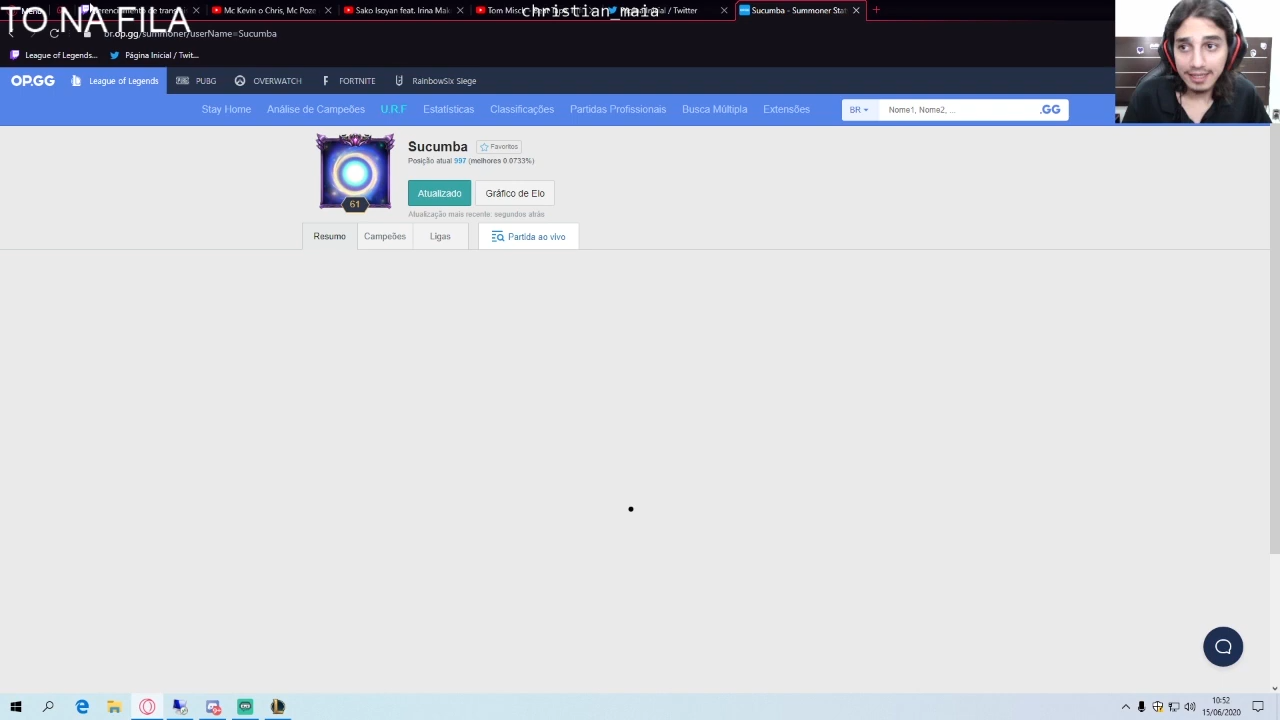 TO NA FILA
Mc Kevin o Chris, Mc Poze
Sako Isoyan feat. Irina Mak
Tom Misch
christian_maia
/ Twitter
Sucumba - Summoner Stat
br.op.gg/summoner/userName=Sucumba
League of Legends...
Página Inicial / Twit...
OP.GG
League of Legends
PUBG
OVERWATCH
FORTNITE
RainbowSix Siege
Stay Home
Análise de Campeões
U.R.F
Estatísticas
Classificações
Partidas Profissionais
Busca Múltipla
Extensões
BR
Nome1, Nome2, ...
.GG
Sucumba
Favoritos
Posição atual 997 (melhores 0.0733%)
61
Atualizado
Gráfico de Elo
Atualização mais recente: segundos atrás
Resumo
Campeões
Ligas
Partida ao vivo
10:52
15/06/2020